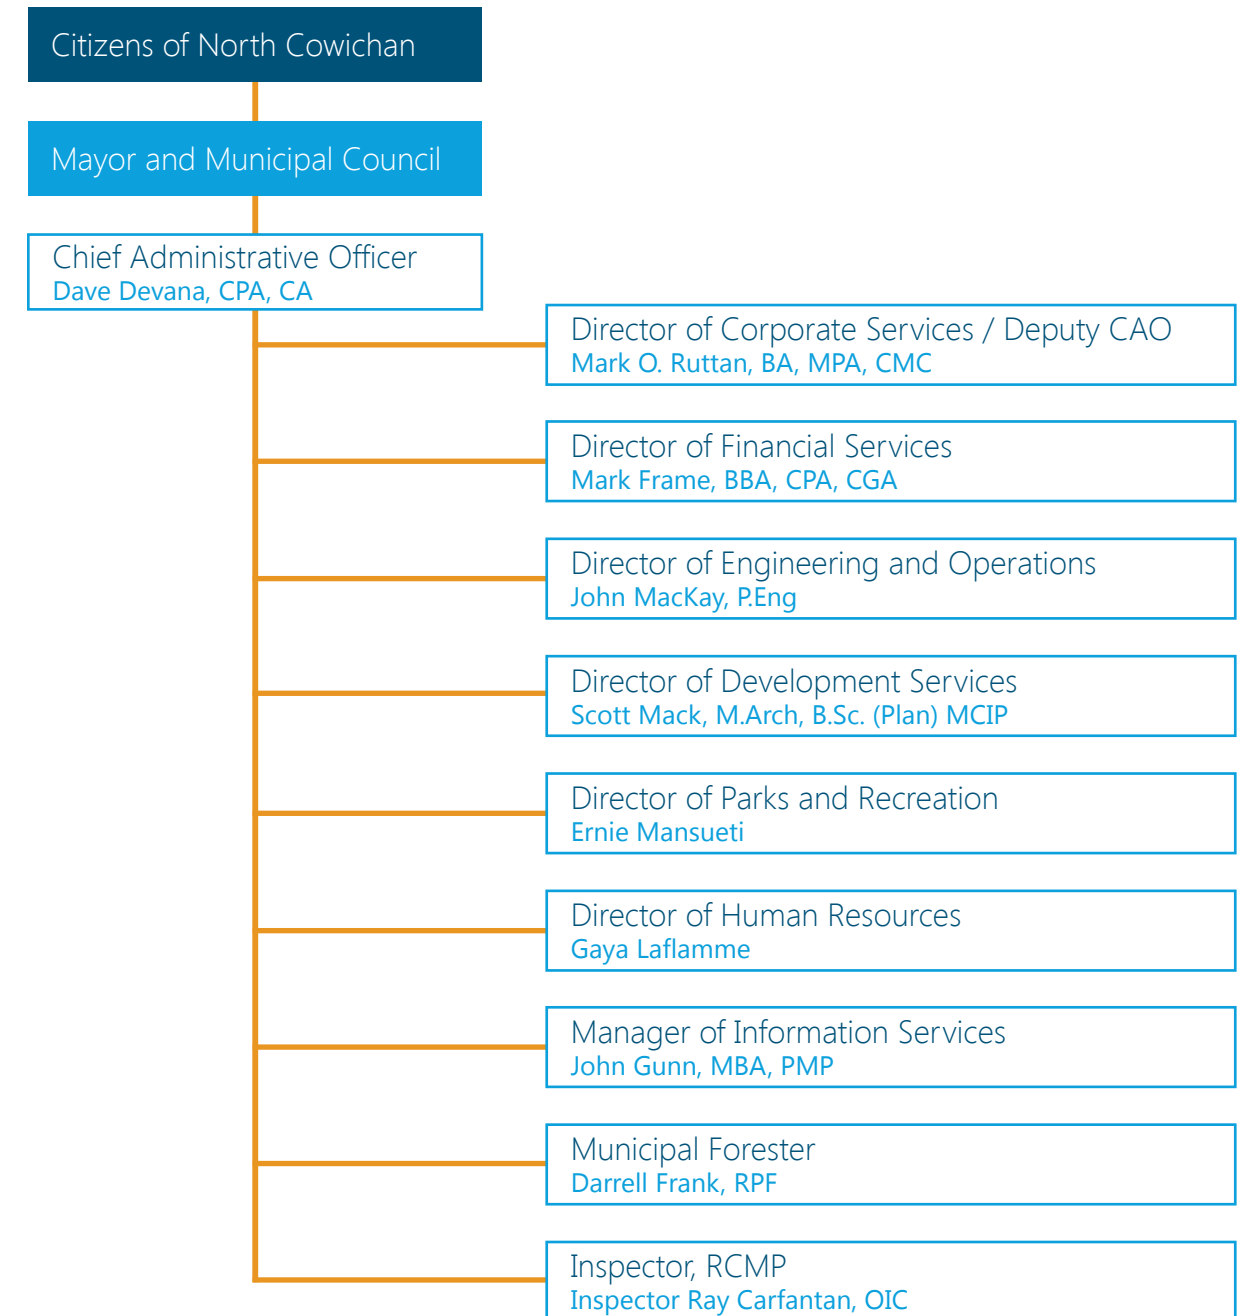 Citizens of North Cowichan
Mayor and Municipal Council
Chief Administrative Officer
Dave Devana, CPA, CA
Director of Corporate Services / Deputy CAO
Mark O. Ruttan, BA, MPA, CMC
Director of Financial Services
Mark Frame, BBA, CPA, CGA
Director of Engineering and Operations
John MacKay, P.Eng
Director of Development Services
Scott Mack, M.Arch, B.Sc. (Plan) MCIP
Director of Parks and Recreation
Ernie Mansueti
Director of Human Resources
Gaya Laflamme
Manager of Information Services
John Gunn, MBA, PMP
Municipal Forester
Darrell Frank, RPF
Inspector, RCMP
Inspector Ray Carfantan, OIC